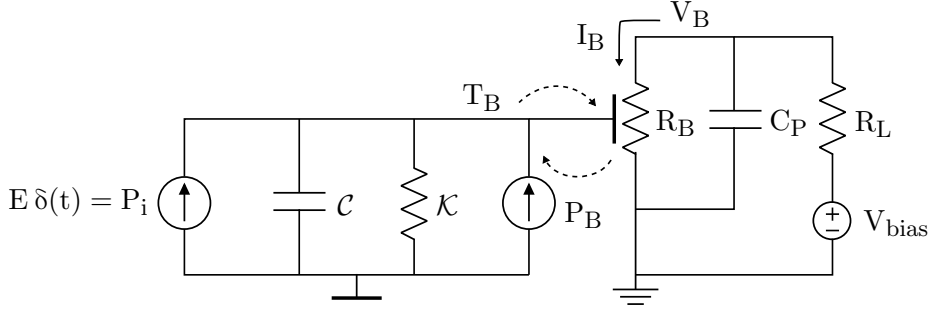 V_B
I_B
T_B
R_B
C_P
R_L
E δ(t) = P_i
𝒞
𝒦
P_B
V_bias